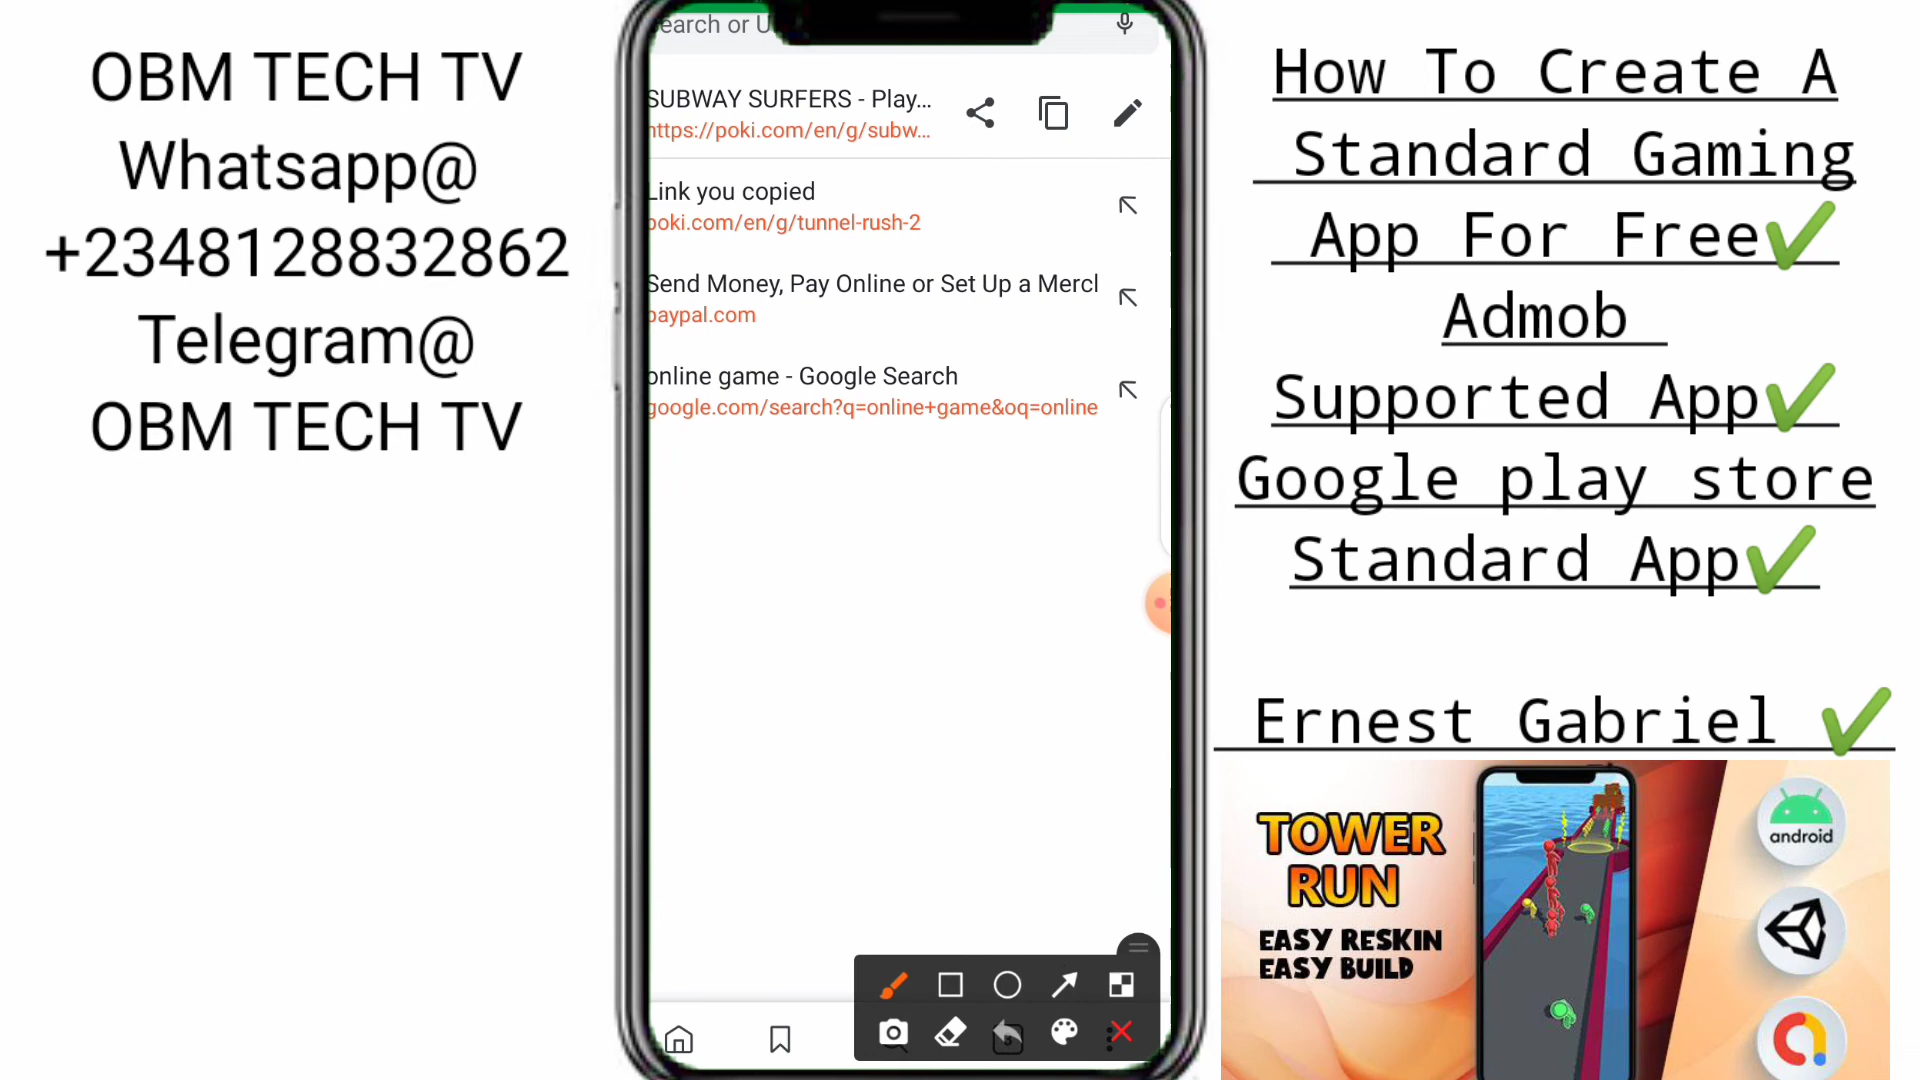 OBM TECH TV
Whatsapp@
+2348128832862
Telegram@
OBM TECH TV
earch or U
SUBWAY SURFERS - Play...
https://poki.com/en/g/subw...
Link you copied
poki.com/en/g/tunnel-rush-2
Send Money, Pay Online or Set Up a Mercl
paypal.com
online game - Google Search
google.com/search?q=online+game&oq=online
How To Create A
Standard Gaming
App For Free✔
Admob
Supported App✔
Google play store
Standard App✔
Ernest Gabriel ✔
TOWER
RUN
EASY RESKIN
EASY BUILD
android